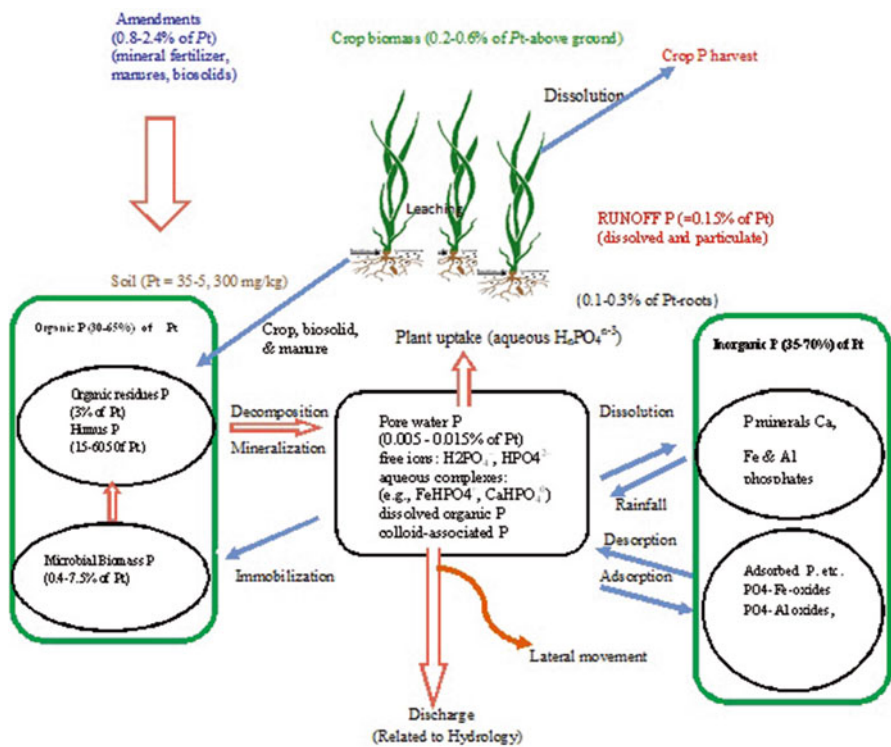 Amendments
(0.8-2.4% of Pt)
(mineral fertilizer,
manures, biosolids
Crop biomass (0.2-0.6% of Pt-above ground)
Crop P harvest
Dissolution
Leaching
RUNOFF P (=0.15% of Pt)
(dissolved and particulate)
Soil (Pt = 35-5, 300 mg/kg)
(0.1-0.3% of Pt-roots)
Organic P (30-65%) of Pt
Crop, biosolid,
& manure
Plant uptake (aqueous HₙPO₄ⁿ⁻³)
Inorganic P (35-70%) of Pt
Organic residues P
(3% of Pt)
Humus P
(15-6050f Pt)
Decomposition
Mineralization
Pore water P
(0.005 - 0.015% of Pt)
free ions : H2PO₄⁻, HPO4²⁻
aqueous complexes:
(e.g., FeHPO4⁻, CaHPO₄⁰)
dissolved organic P
colloid-associated P
Dissolution
Rainfall
P minerals Ca,
Fe & Al
phosphates
Microbial Biomass P
(0.4-7.5% of Pt)
Immobilization
Desorption
Adsorption
Adsorbed P. etc.
PO4- Fe-oxides
PO4- Al oxides,
Lateral movement
Discharge
(Related to Hydrology)